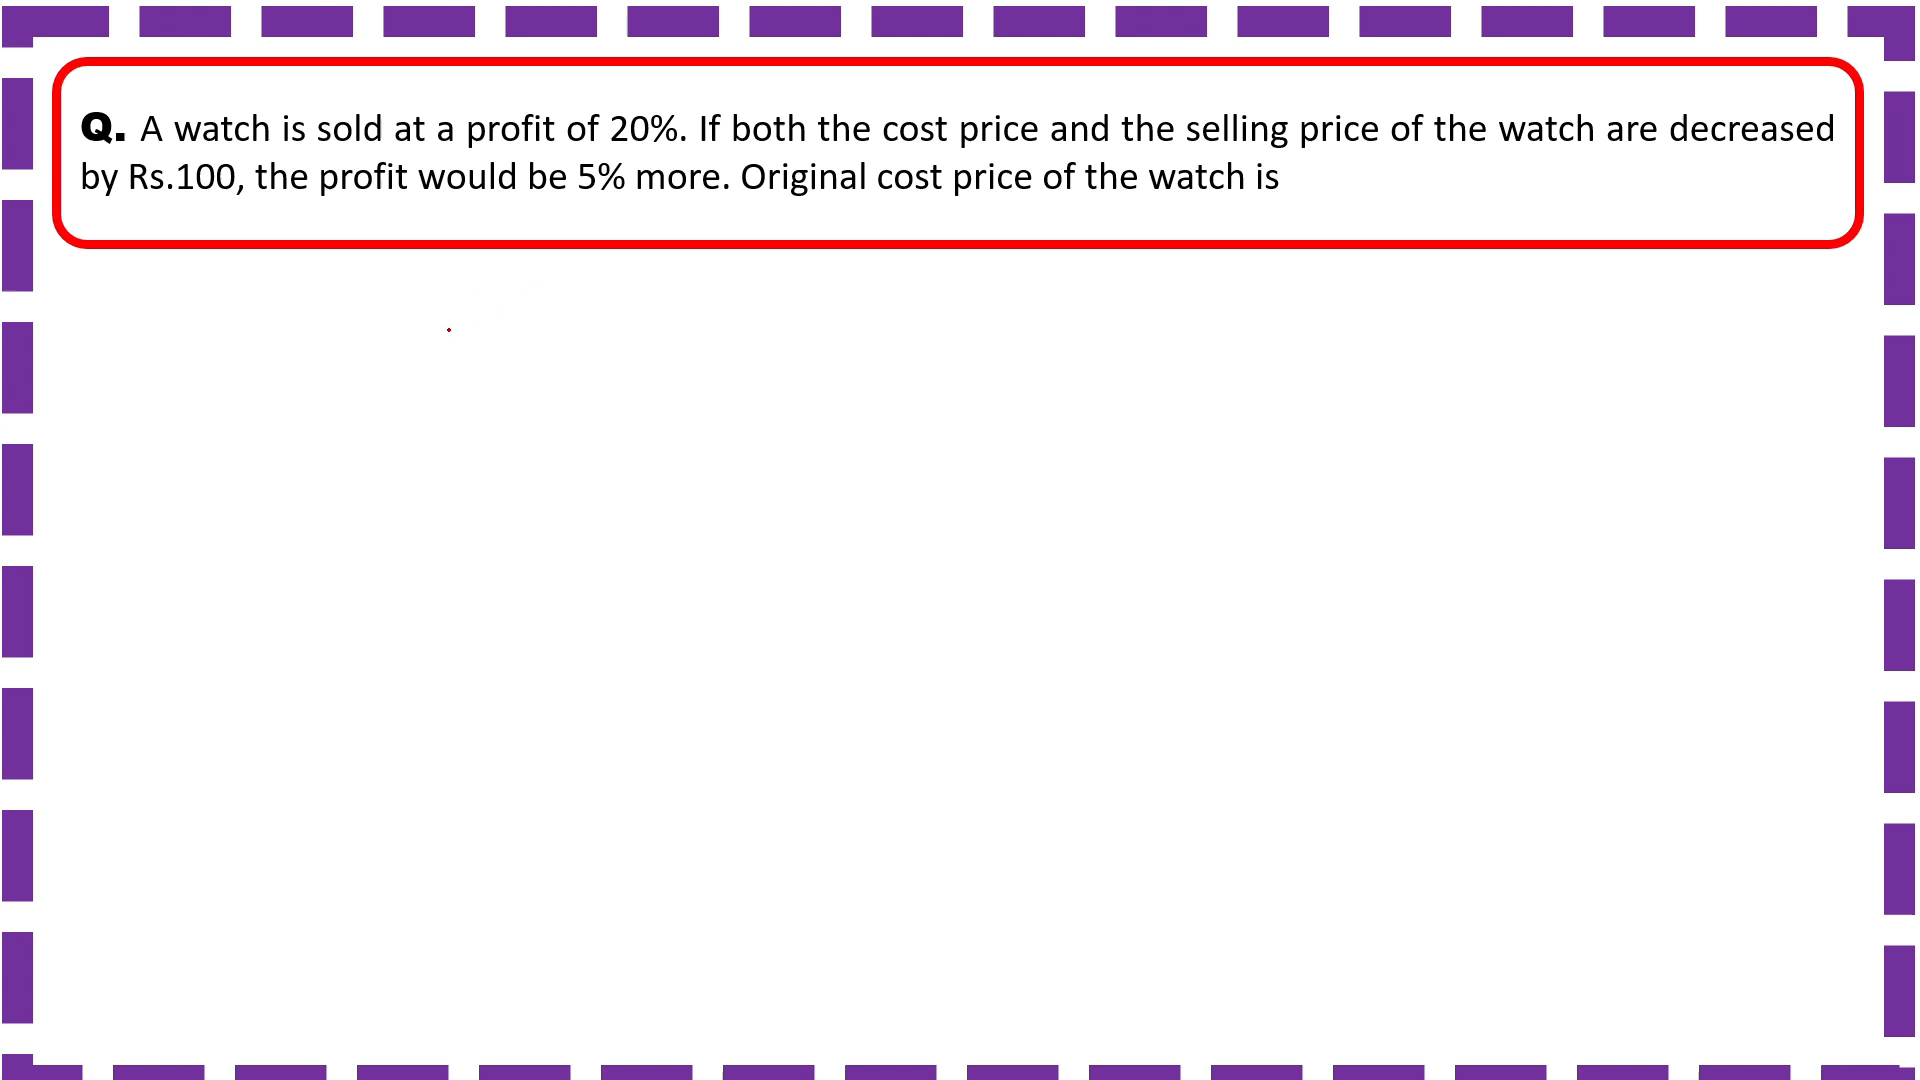 Q. A watch is sold at a profit of 20%. If both the cost price and the selling price of the watch are decreased
by Rs.100, the profit would be 5% more. Original cost price of the watch is